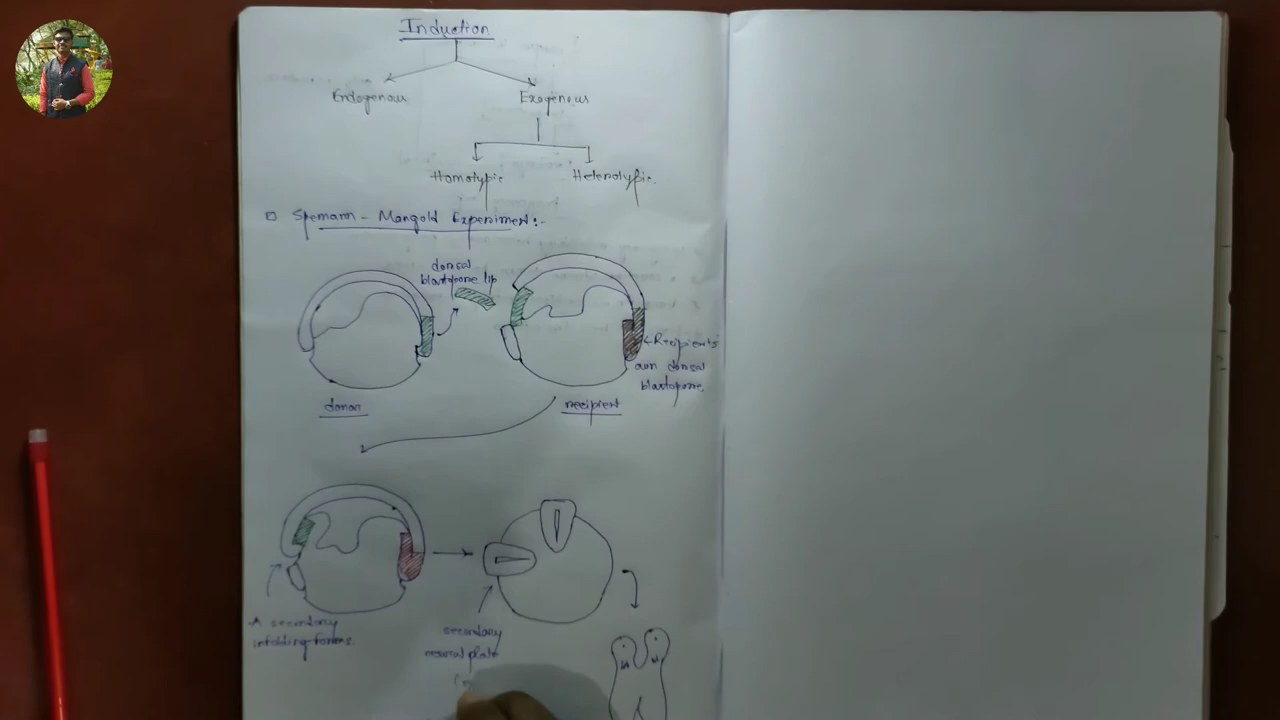 Induction
Endogenous
Exogenous
Homotypic
Heterotypic.
Spemann - Mangold Experiment:-
dorsal
blastopore lip
← Recipients'
own dorsal
blastopore.
donor
recipient
A secondary
infolding forms.
secondary
neural plate